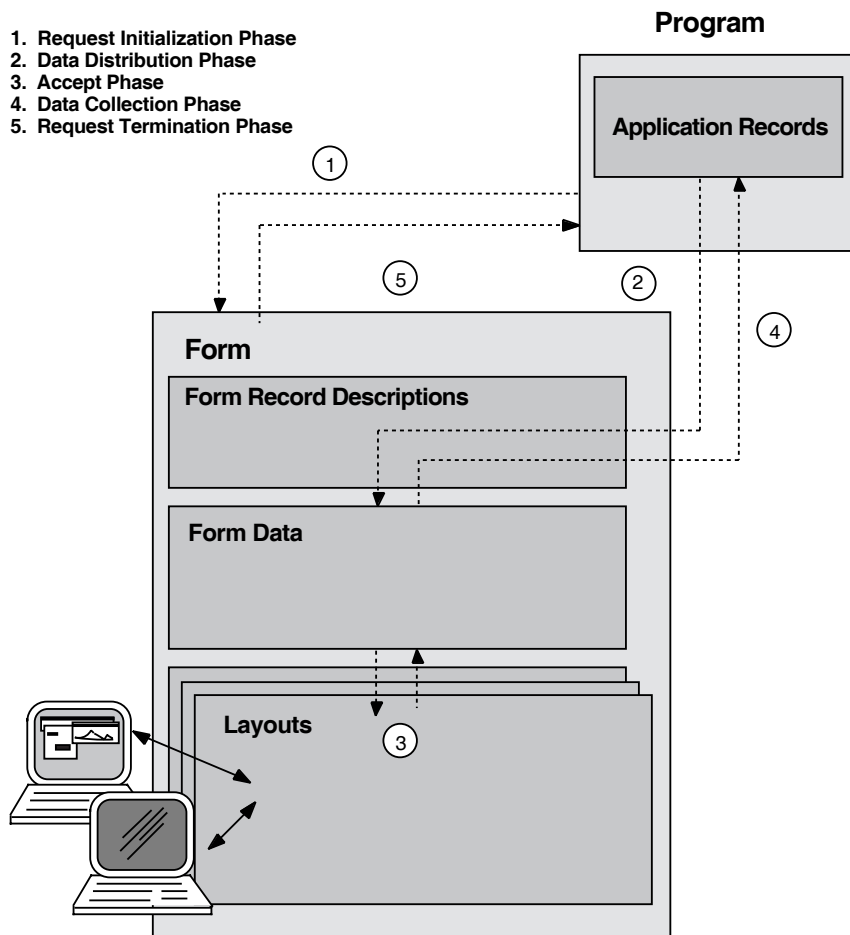 Program
1. Request Initialization Phase
2. Data Distribution Phase
3. Accept Phase
4. Data Collection Phase
5. Request Termination Phase
Application Records
1
5
2
4
Form
Form Record Descriptions
Form Data
Layouts
3